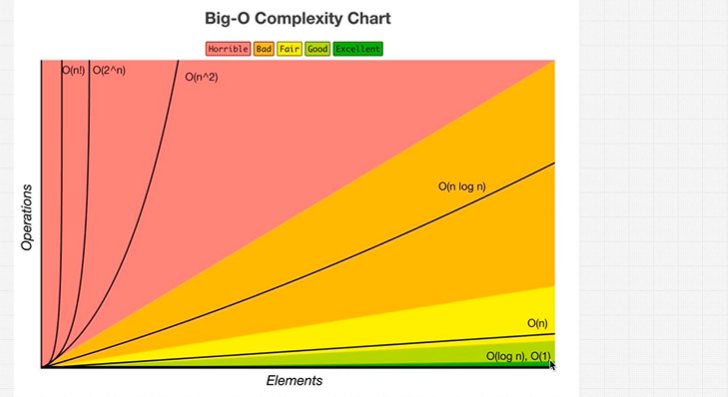 Big-O Complexity Chart
Horrible Bad Fair Good Excellent
O(n!) O(2^n)
O(n^2)
O(n log n)
O(n)
O(log n), O(1)
Operations
Elements